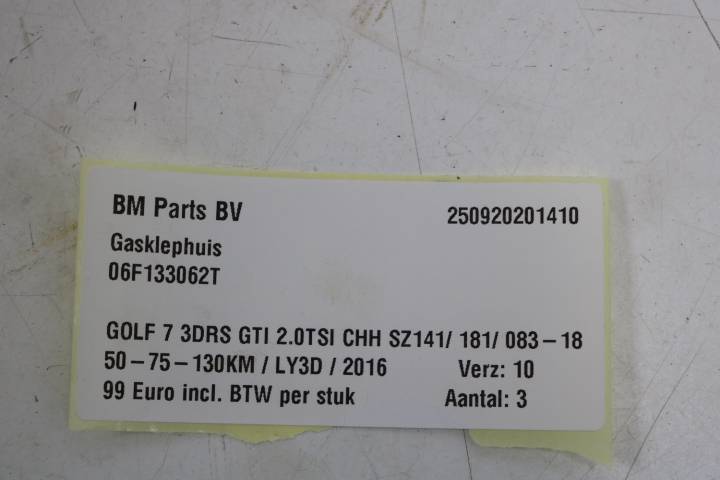 BM Parts BV 250920201410
Gasklephuis
06F133062T
GOLF 7 3DRS GTI 2.0TSI CHH SZ141/ 181/ 083-18
50-75-130KM / LY3D / 2016 Verz: 10
99 Euro incl. BTW per stuk Aantal: 3